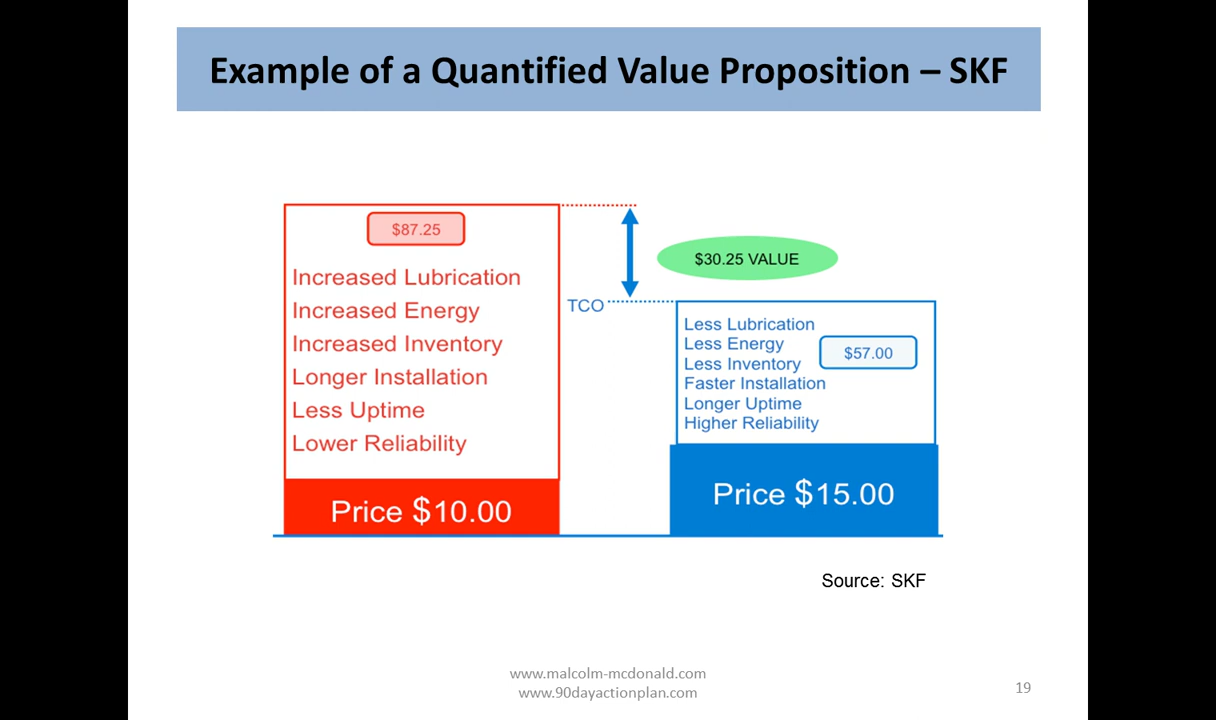 Example of a Quantified Value Proposition – SKF
$87.25
Increased Lubrication
Increased Energy
Increased Inventory
Longer Installation
Less Uptime
Lower Reliability
Price $10.00
$30.25 VALUE
TCO
Less Lubrication
Less Energy
Less Inventory
Faster Installation
Longer Uptime
Higher Reliability
$57.00
Price $15.00
Source: SKF
www.malcolm-mcdonald.com
www.90dayactionplan.com
19